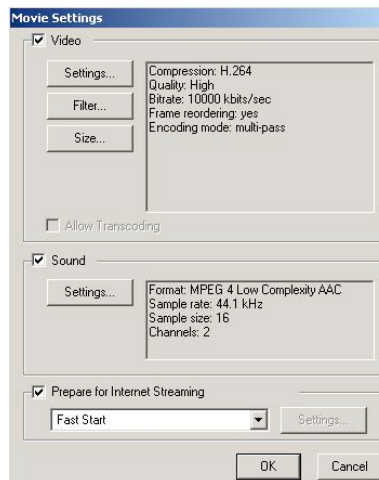 Movie Settings
Video
Settings...
Filter...
Size...
Compression: H.264
Quality: High
Bitrate: 10000 kbits/sec
Frame reordering: yes
Encoding mode: multi-pass
Allow Transcoding
Sound
Settings...
Format: MPEG 4 Low Complexity AAC
Sample rate: 44.1 kHz
Sample size: 16
Channels: 2
Prepare for Internet Streaming
Fast Start
Settings...
OK
Cancel